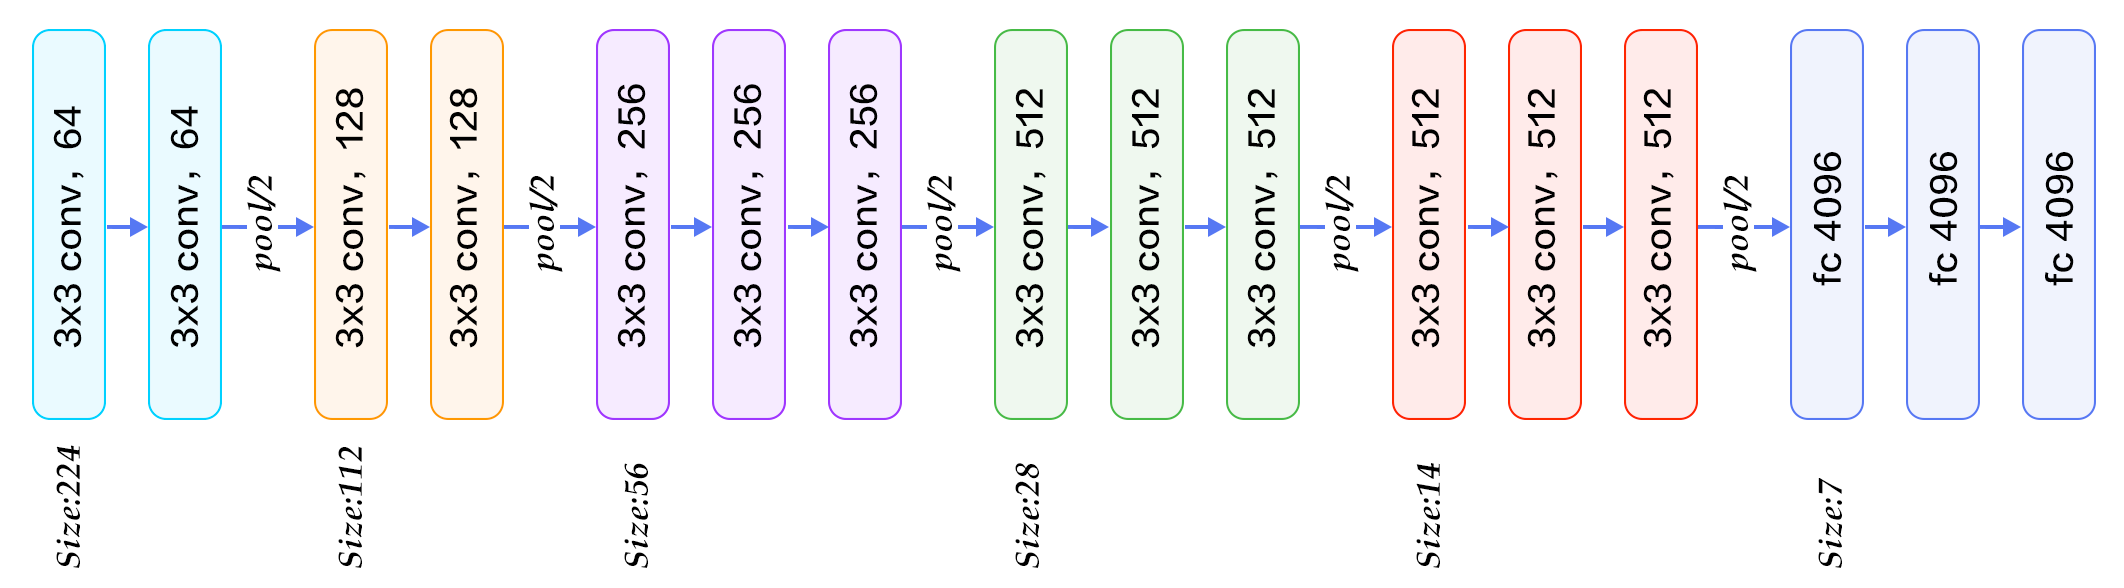 3x3 conv, 64
3x3 conv, 64
pool/2
3x3 conv, 128
3x3 conv, 128
pool/2
3x3 conv, 256
3x3 conv, 256
3x3 conv, 256
pool/2
3x3 conv, 512
3x3 conv, 512
3x3 conv, 512
pool/2
3x3 conv, 512
3x3 conv, 512
3x3 conv, 512
pool/2
fc 4096
fc 4096
fc 4096
Size:224
Size:112
Size:56
Size:28
Size:14
Size:7